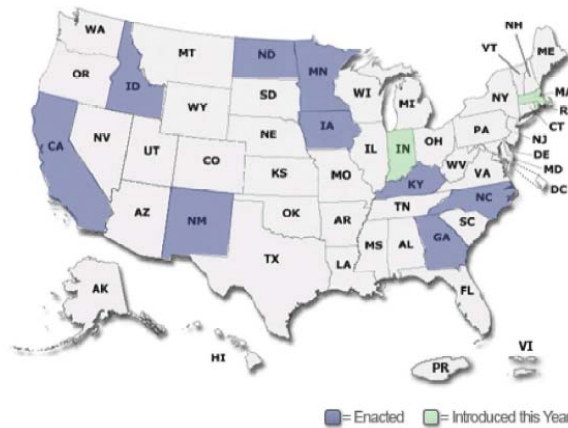 WA
MT
ND
MN
OR
ID
SD
WI
MI
WY
NE
IA
NV
UT
CO
CA
KS
MO
IL
IN
OH
PA
NY
VT
NH
ME
MA
R
CT
NJ
DE
MD
DC
WV
VA
KY
NC
TN
SC
AZ
NM
OK
AR
TX
LA
MS
AL
GA
FL
AK
HI
PR
VI
= Enacted
= Introduced this Year